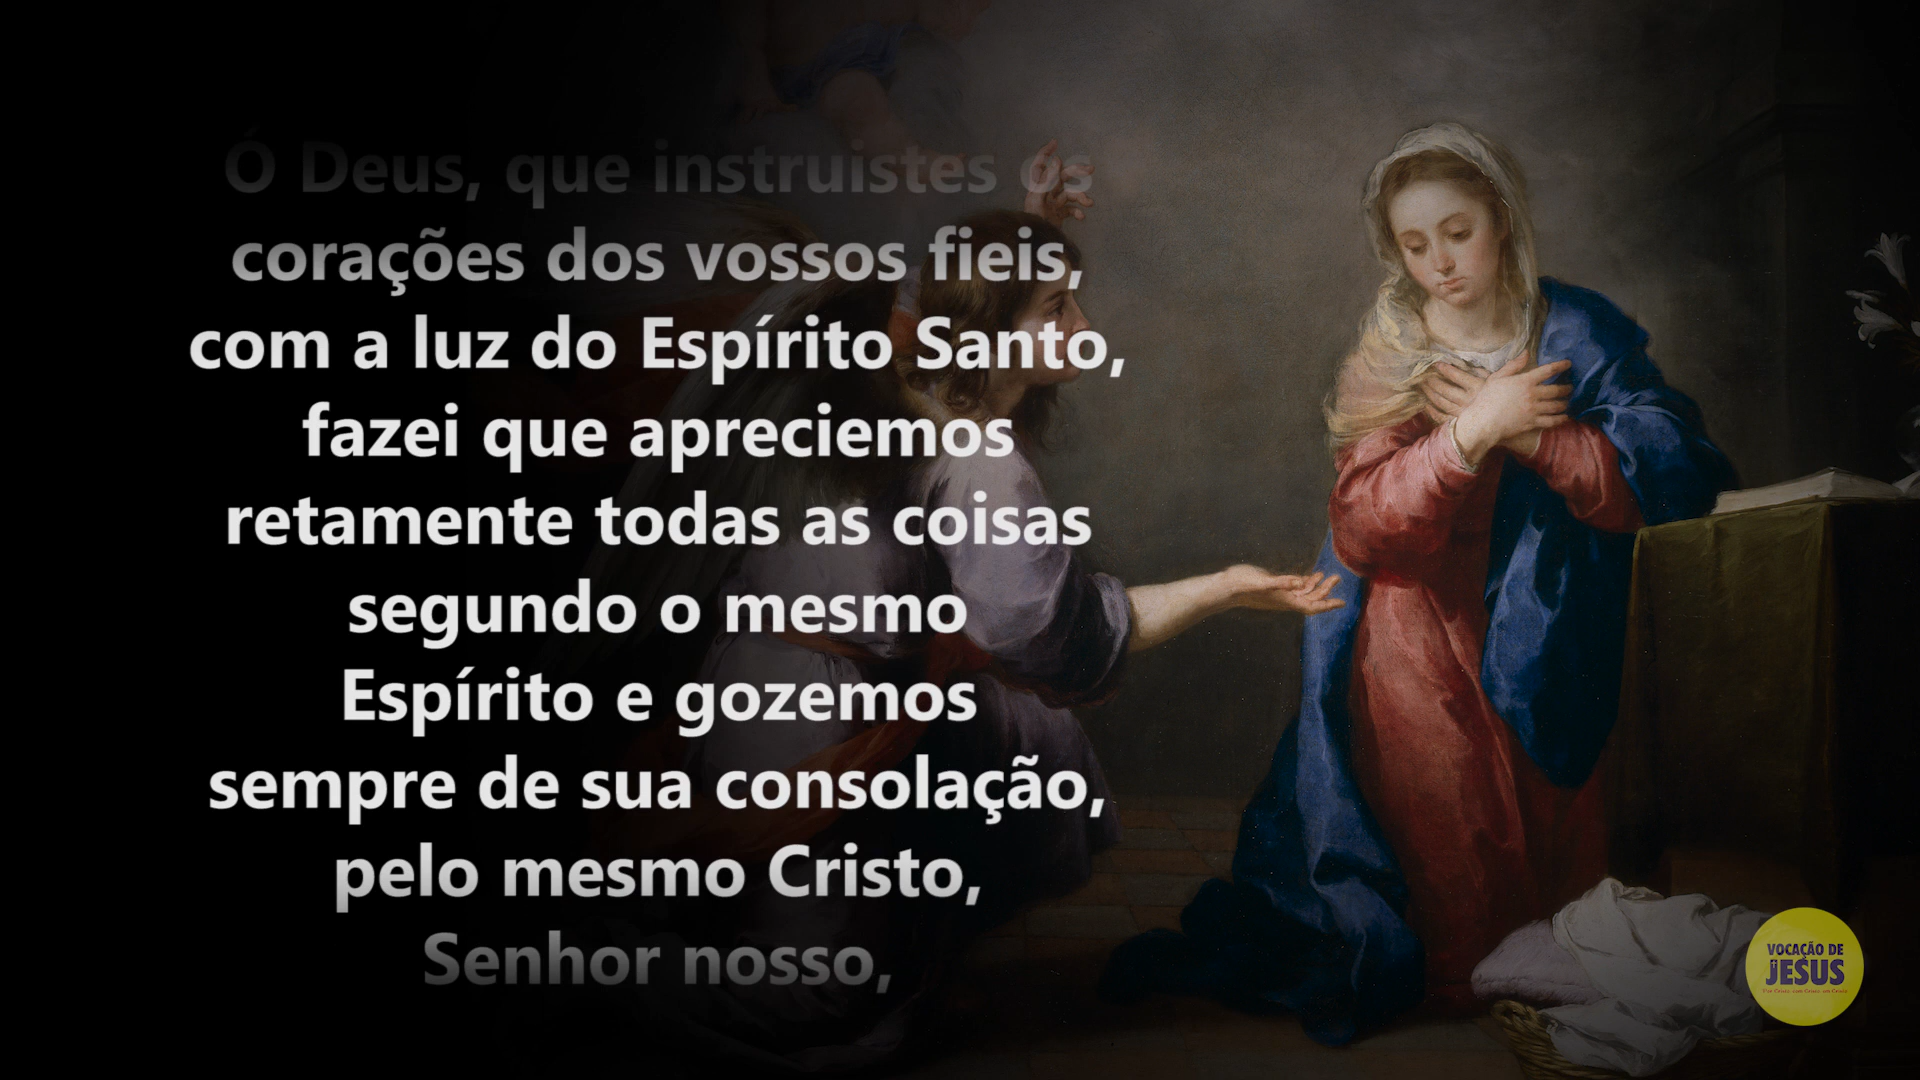 Ó Deus, que instruistes os
corações dos vossos fieis,
com a luz do Espírito Santo,
fazei que apreciemos
retamente todas as coisas
segundo o mesmo
Espírito e gozemos
sempre de sua consolação,
pelo mesmo Cristo,
Senhor nosso,
VOCAÇÃO DE
JESUS